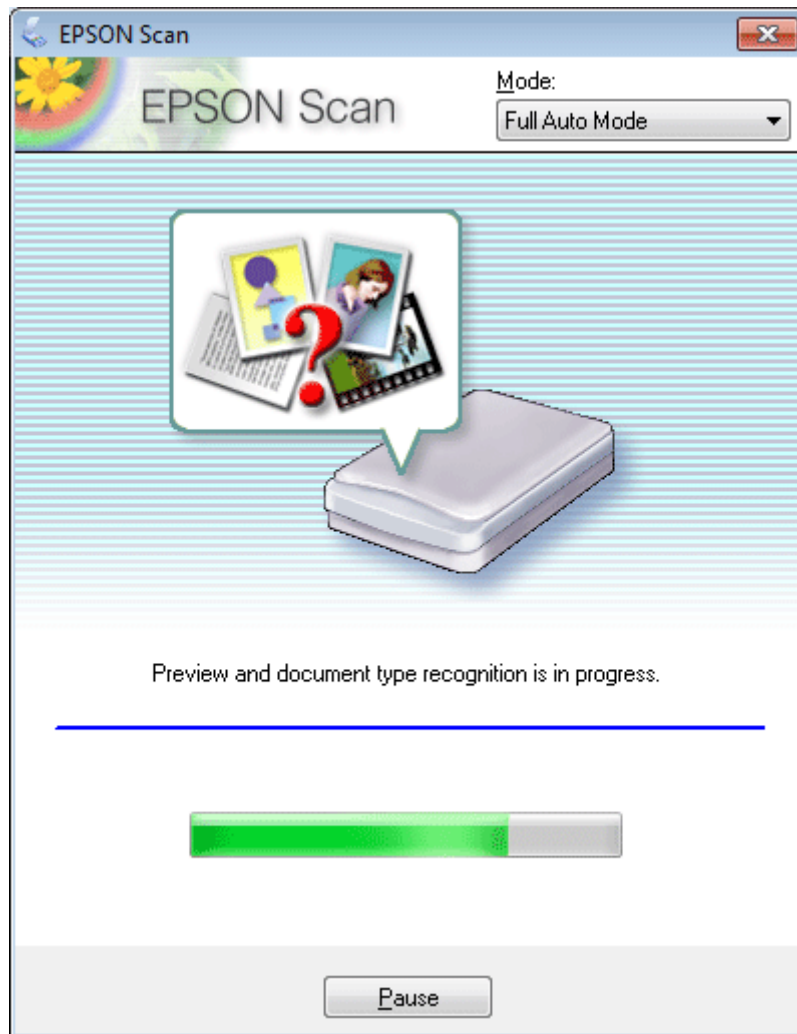 EPSON Scan
EPSON Scan
Mode:
Full Auto Mode
Preview and document type recognition is in progress.
Pause